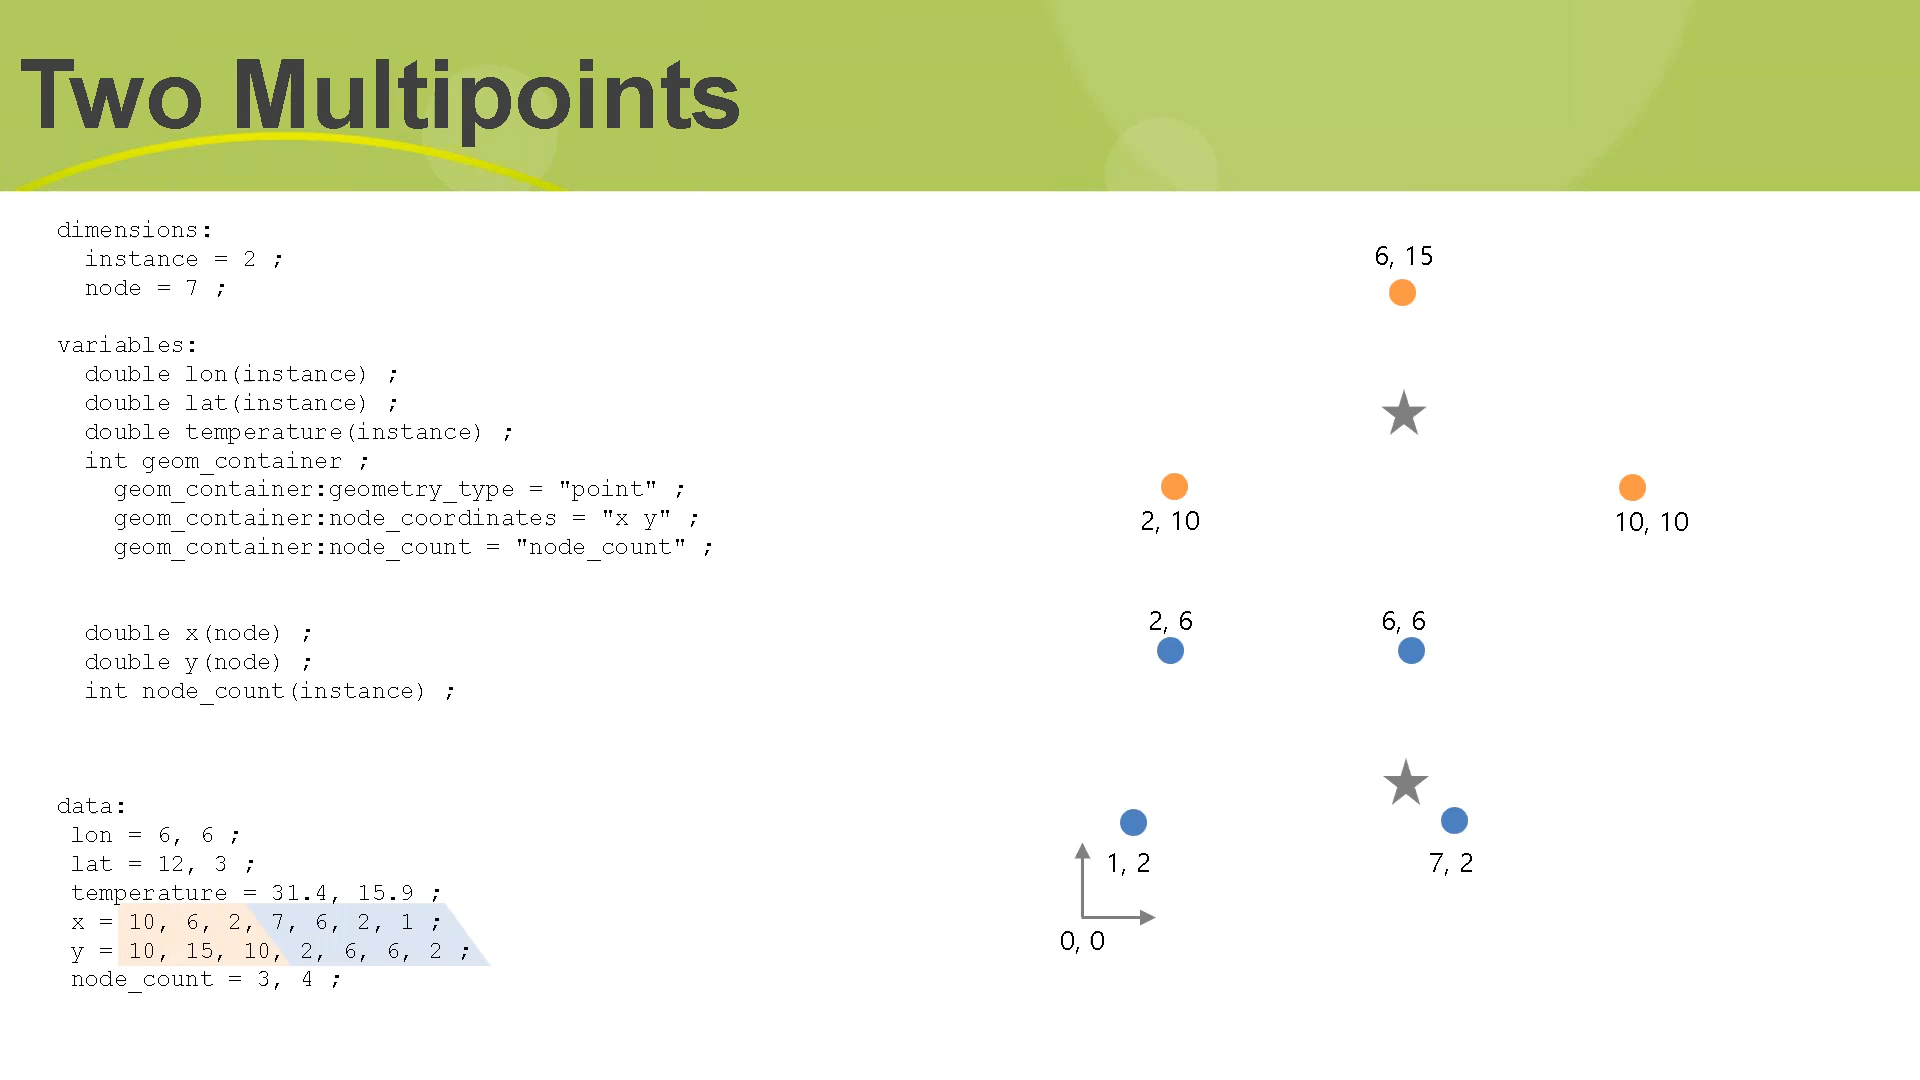 Two Multipoints
dimensions:
  instance = 2 ;
  node = 7 ;
variables:
  double lon(instance) ;
  double lat(instance) ;
  double temperature(instance) ;
  int geom_container ;
    geom_container:geometry_type = "point" ;
    geom_container:node_coordinates = "x y" ;
    geom_container:node_count = "node_count" ;
  double x(node) ;
  double y(node) ;
  int node_count(instance) ;
data:
 lon = 6, 6 ;
 lat = 12, 3 ;
 temperature = 31.4, 15.9 ;
 x = 10, 6, 2, 7, 6, 2, 1 ;
 y = 10, 15, 10, 2, 6, 6, 2 ;
 node_count = 3, 4 ;
6, 15
2, 10
10, 10
2, 6
6, 6
1, 2
7, 2
0, 0